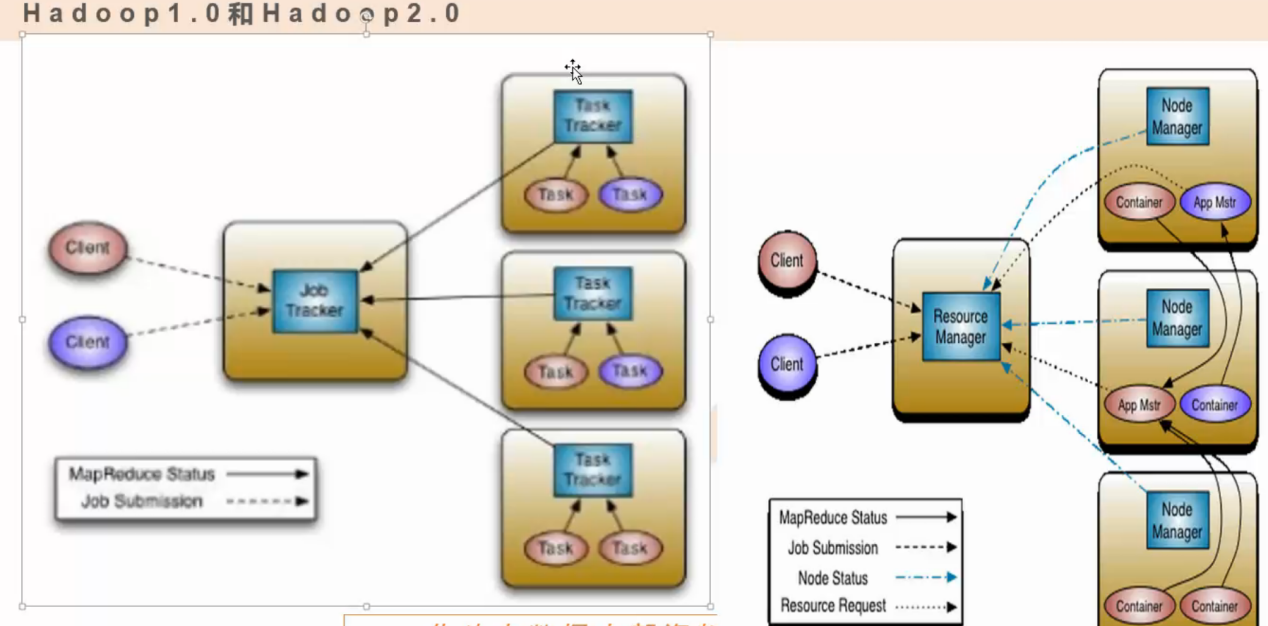 Hadoop1.0和Hadoop2.0
Task
Tracker
Task
Task
Client
Client
Job
Tracker
Task
Tracker
Task
Task
Task
Tracker
Task
Task
MapReduce Status
Job Submission
Node
Manager
Container
App Mstr
Client
Client
Resource
Manager
Node
Manager
App Mstr
Container
Node
Manager
Container
Container
MapReduce Status
Job Submission
Node Status
Resource Request